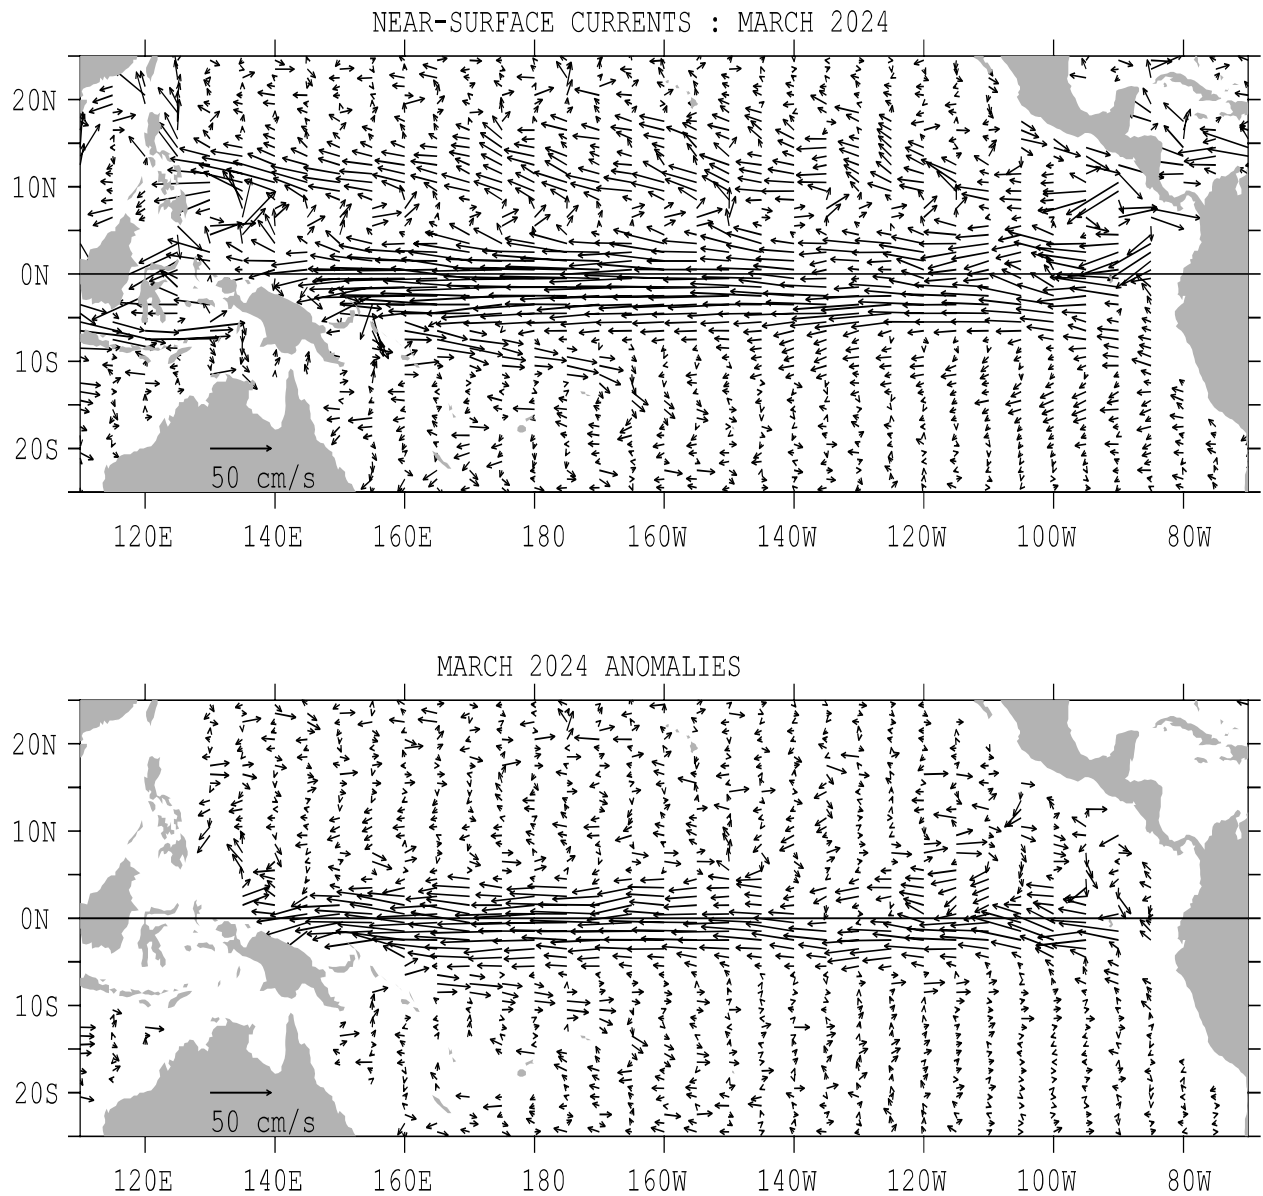 NEAR-SURFACE CURRENTS : MARCH 2024
20N
10N
0N
10S
20S
50 cm/s
120E 140E 160E 180 160W 140W 120W 100W 80W
MARCH 2024 ANOMALIES
20N
10N
0N
10S
20S
50 cm/s
120E 140E 160E 180 160W 140W 120W 100W 80W